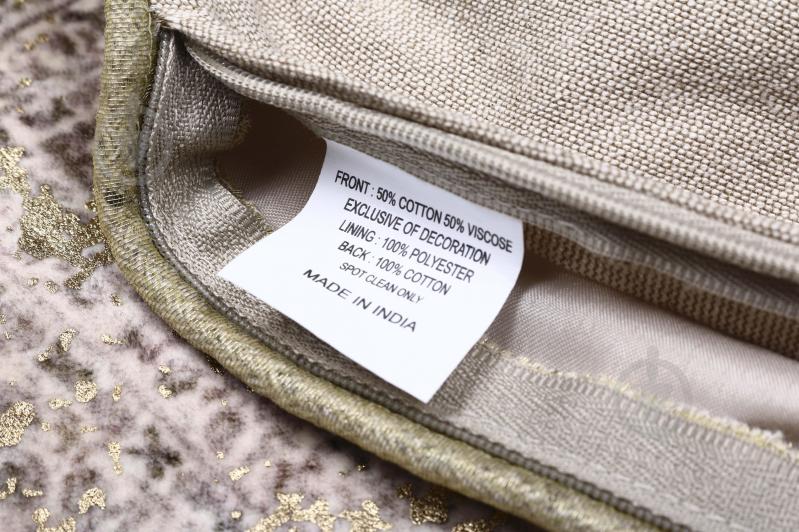 FRONT : 50% COTTON 50% VISCOSE
EXCLUSIVE OF DECORATION
LINING : 100% POLYESTER
BACK : 100% COTTON
SPOT CLEAN ONLY
MADE IN INDIA